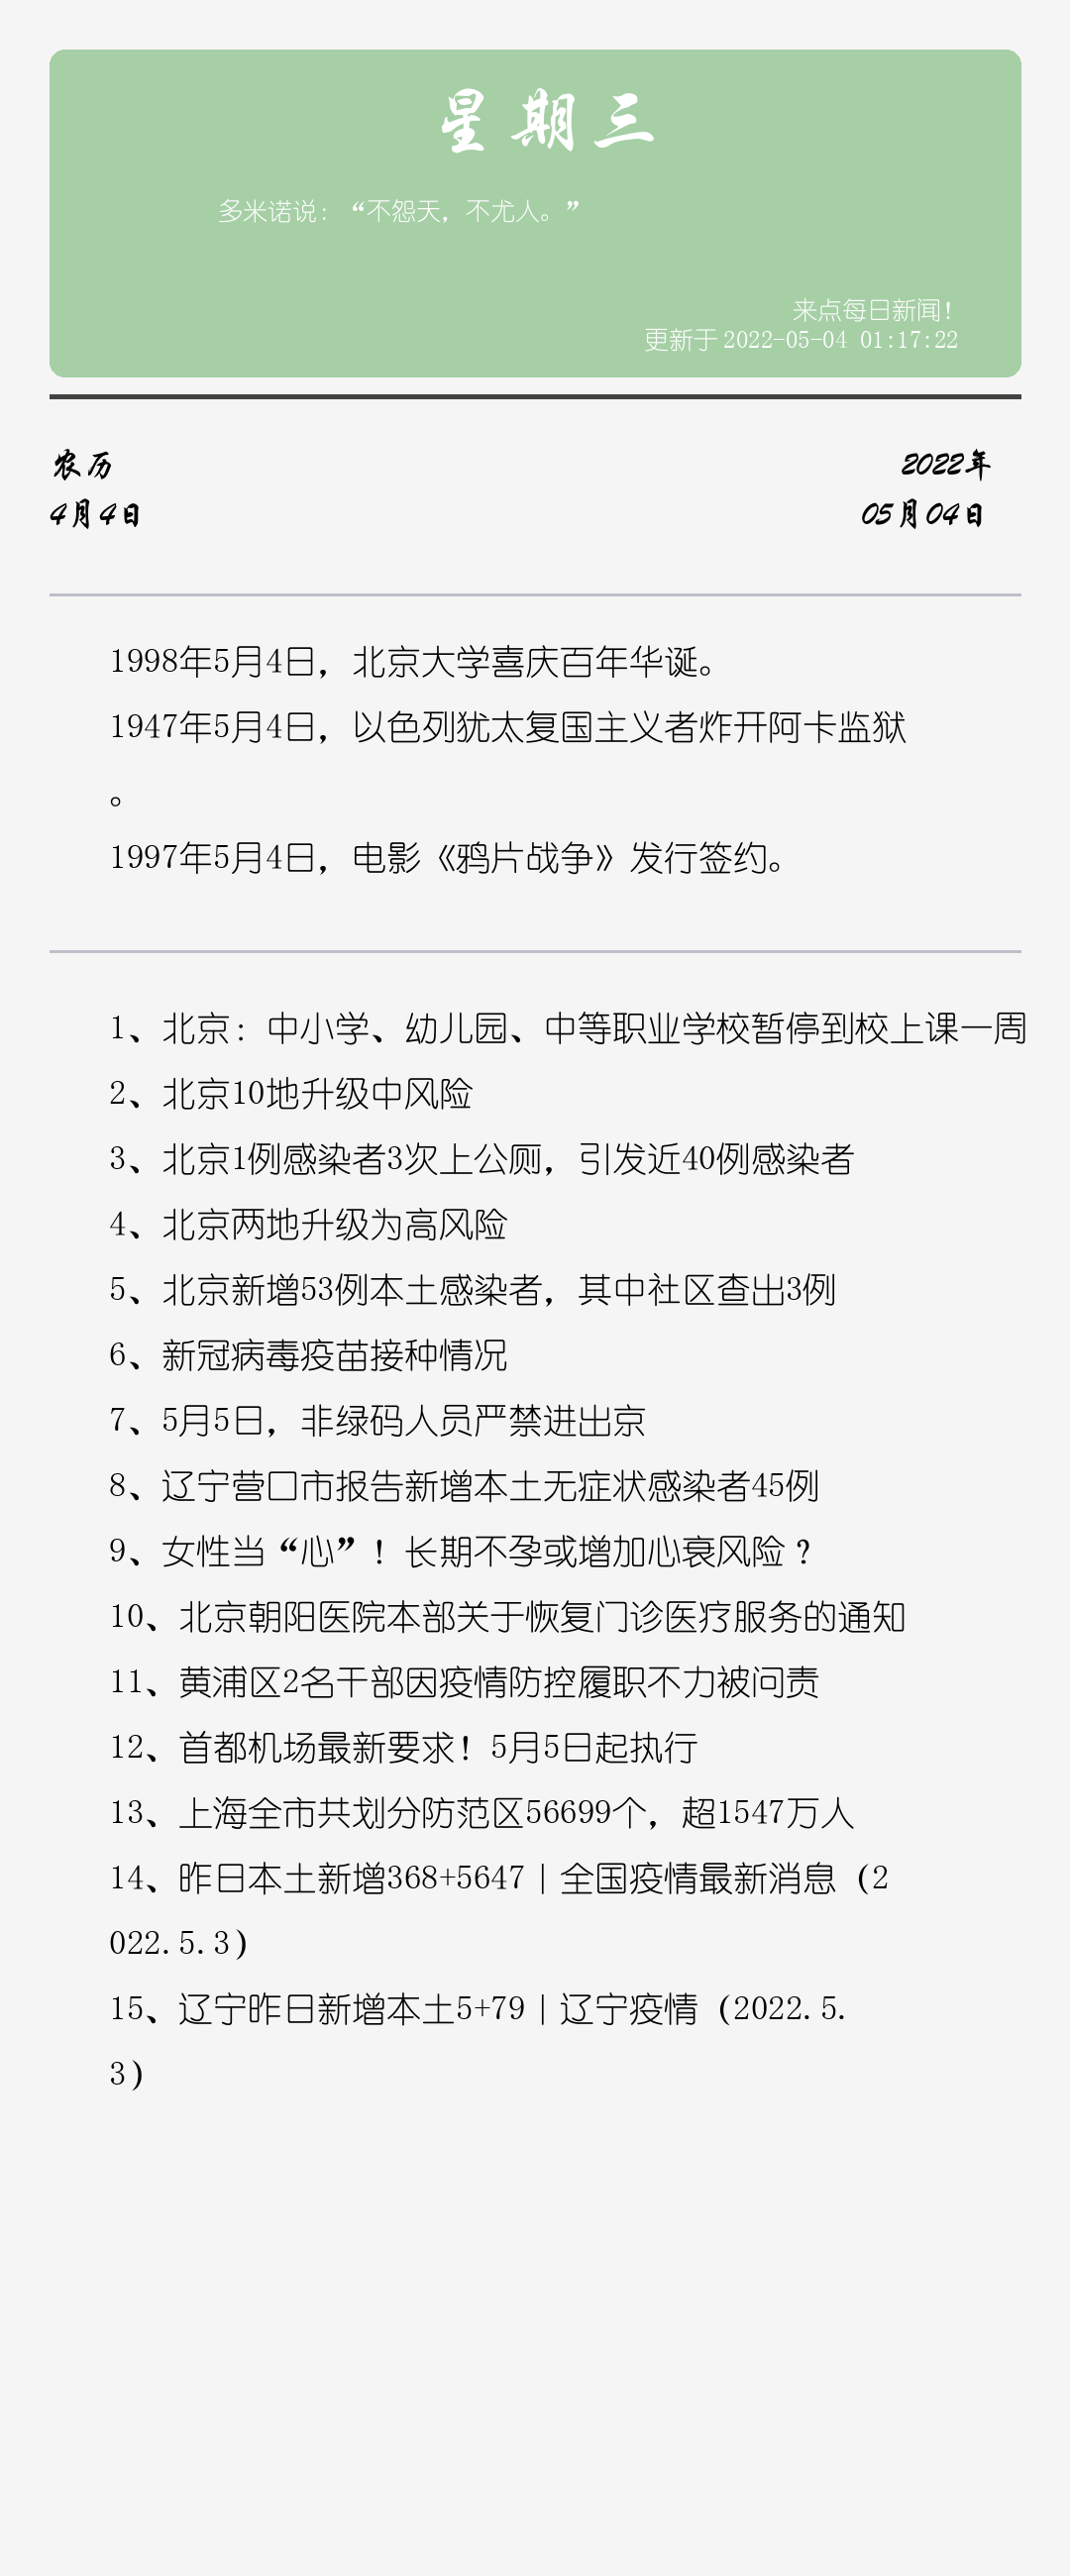 星期三
多米诺说：“不怨天，不尤人。”
来点每日新闻！
更新于2022-05-04 01:17:22
农历
4月4日
2022年
05月04日
1998年5月4日，北京大学喜庆百年华诞。
1947年5月4日，以色列犹太复国主义者炸开阿卡监狱
。
1997年5月4日，电影《鸦片战争》发行签约。
1、北京：中小学、幼儿园、中等职业学校暂停到校上课一周
2、北京10地升级中风险
3、北京1例感染者3次上公厕，引发近40例感染者
4、北京两地升级为高风险
5、北京新增53例本土感染者，其中社区查出3例
6、新冠病毒疫苗接种情况
7、5月5日，非绿码人员严禁进出京
8、辽宁营口市报告新增本土无症状感染者45例
9、女性当“心”！长期不孕或增加心衰风险？
10、北京朝阳医院本部关于恢复门诊医疗服务的通知
11、黄浦区2名干部因疫情防控履职不力被问责
12、首都机场最新要求！5月5日起执行
13、上海全市共划分防范区56699个，超1547万人
14、昨日本土新增368+5647｜全国疫情最新消息（2
022.5.3）
15、辽宁昨日新增本土5+79｜辽宁疫情（2022.5.
3）